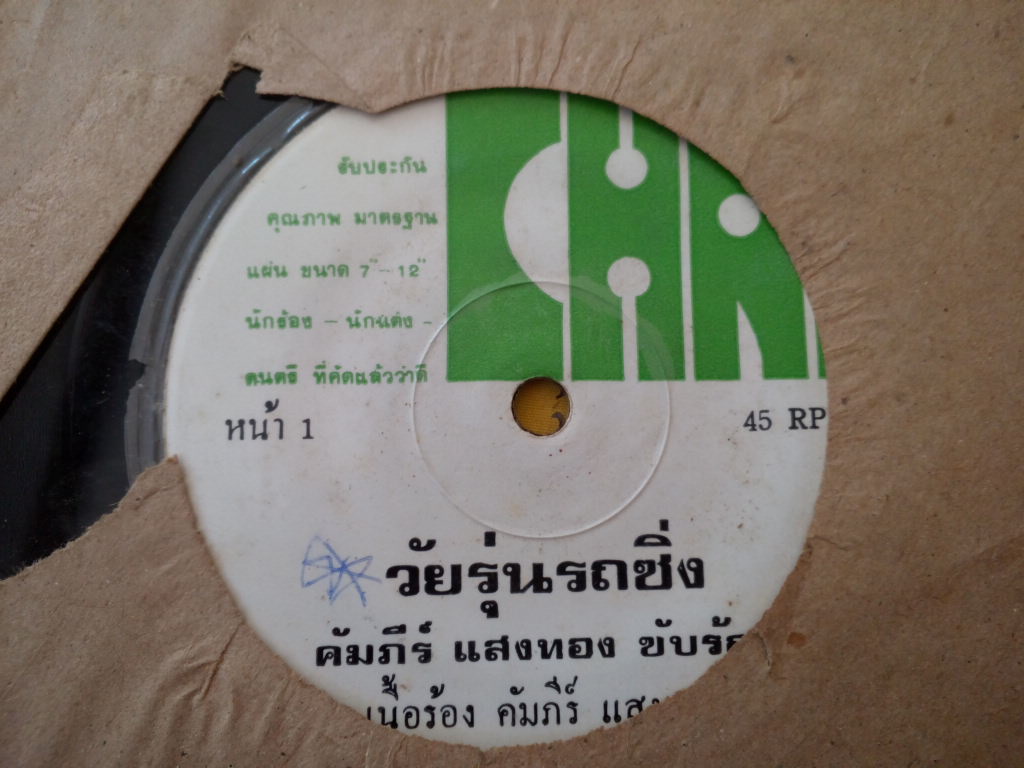 รับประกัน
คุณภาพ มาตรฐาน
แผ่น ขนาด 7"-12"
นักร้อง - นักแต่ง -
ดนตรี ที่คัดแล้วว่าดี
หน้า 1
45 RP
วัยรุ่นรถซิ่ง
คัมภีร์ แสงทอง ขับร้อ
เนื้อร้อง คัมภีร์ แสง